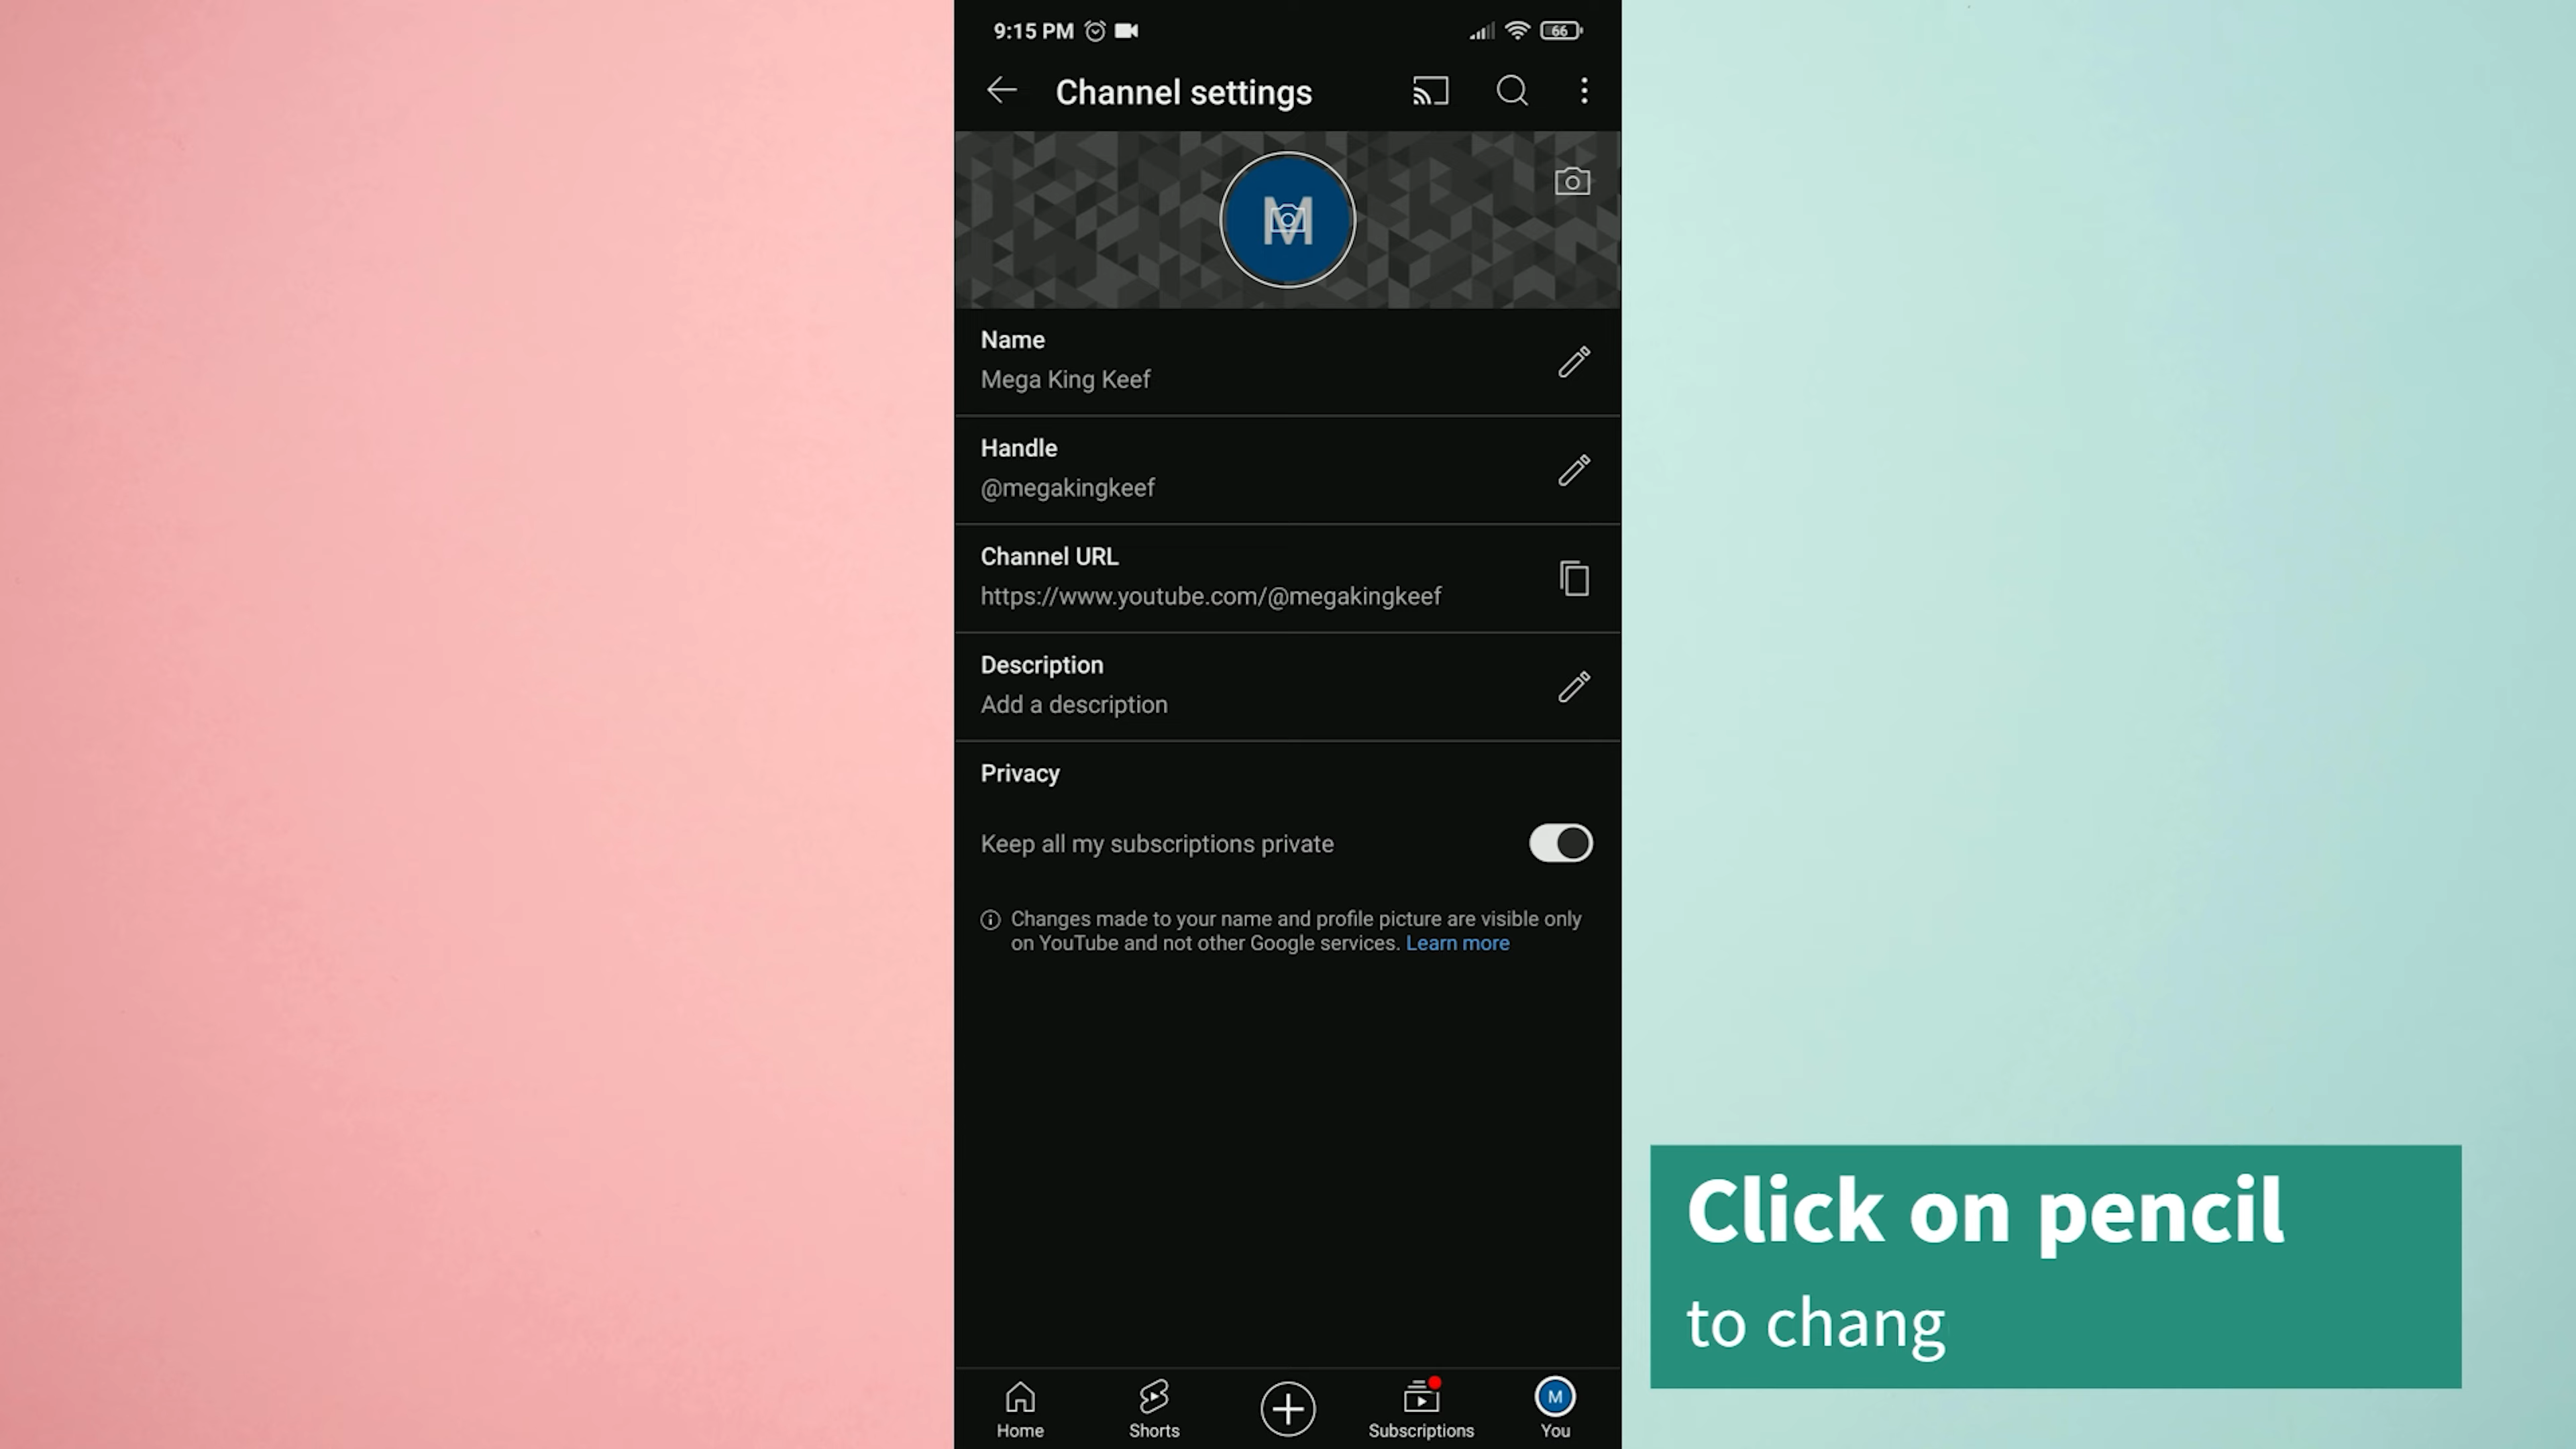 9:15 PM
66
Channel settings
M
Name
Mega King Keef
Handle
@megakingkeef
Channel URL
https://www.youtube.com/@megakingkeef
Description
Add a description
Privacy
Keep all my subscriptions private
Changes made to your name and profile picture are visible only
on YouTube and not other Google services. Learn more
Click on pencil
to chang
M
Home
Shorts
Subscriptions
You